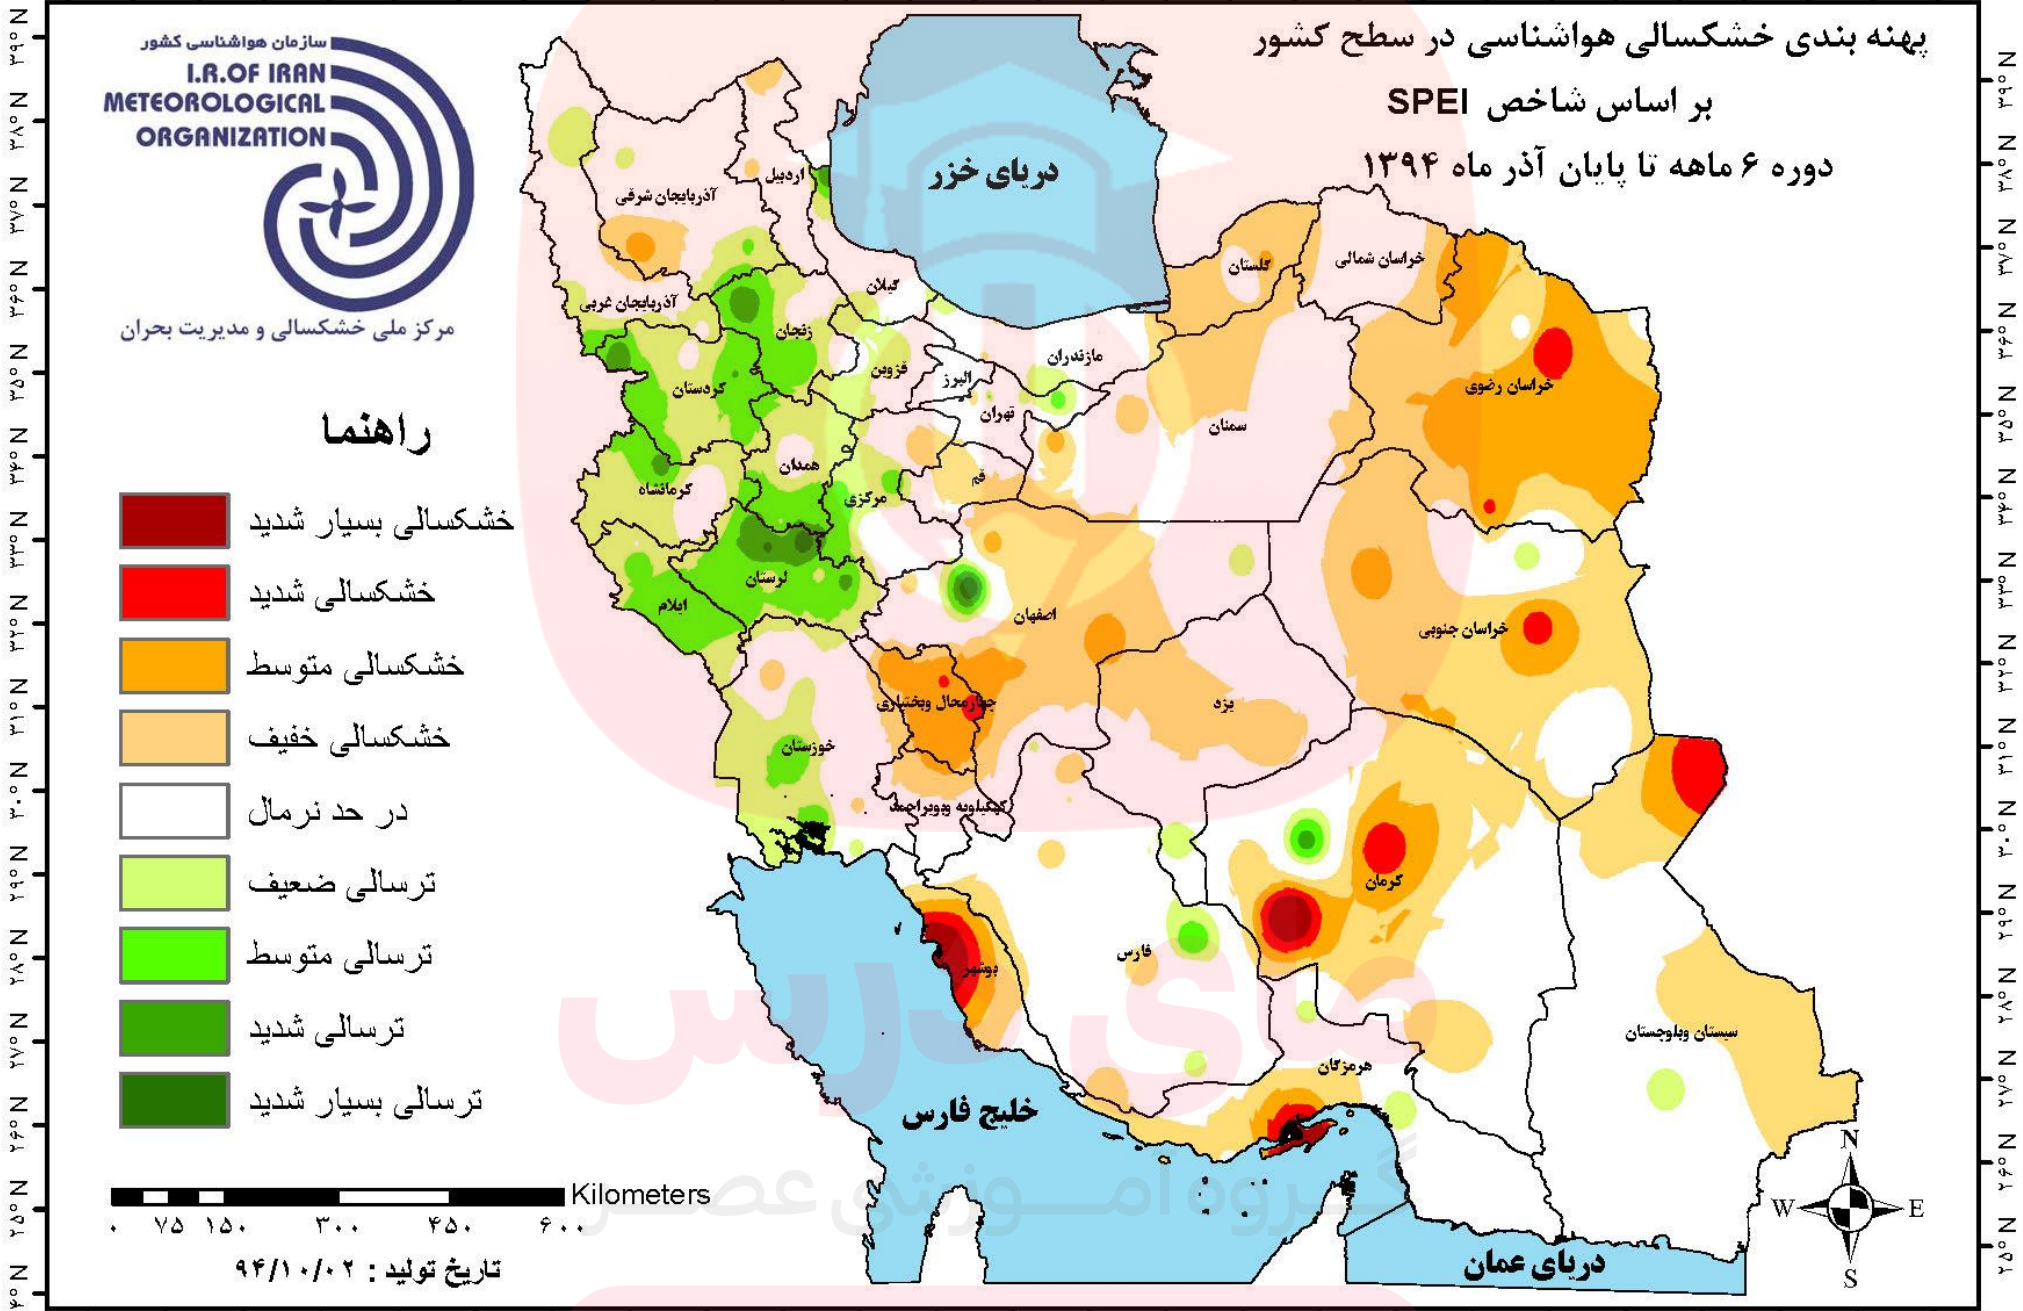 پهنه بندی خشکسالی هواشناسی در سطح کشور
بر اساس شاخص SPEI
دوره ۶ ماهه تا پایان آذر ماه ۱۳۹۴
سازمان هواشناسی کشور
I.R.OF IRAN
METEOROLOGICAL
ORGANIZATION
مرکز ملی خشکسالی و مدیریت بحران
راهنما
خشکسالی بسیار شدید
خشکسالی شدید
خشکسالی متوسط
خشکسالی خفیف
در حد نرمال
ترسالی ضعیف
ترسالی متوسط
ترسالی شدید
ترسالی بسیار شدید
Kilometers
۰ ۷۵ ۱۵۰ ۳۰۰ ۴۵۰ ۶۰۰
تاریخ تولید : ۹۴/۱۰/۰۲
دریای خزر
اردبیل
آذربایجان شرقی
آذربایجان غربی
گیلان
زنجان
گلستان
خراسان شمالی
مازندران
قزوین
البرز
تهران
سمنان
خراسان رضوی
کردستان
همدان
کرمانشاه
مرکزی
قم
لرستان
ایلام
اصفهان
خراسان جنوبی
چهارمحال وبختیاری
یزد
خوزستان
کهگیلویه وبویراحمد
کرمان
فارس
بوشهر
هرمزگان
سیستان وبلوچستان
خلیج فارس
دریای عمان
N
W
E
S
مای درس
گروه آموزشی عصر